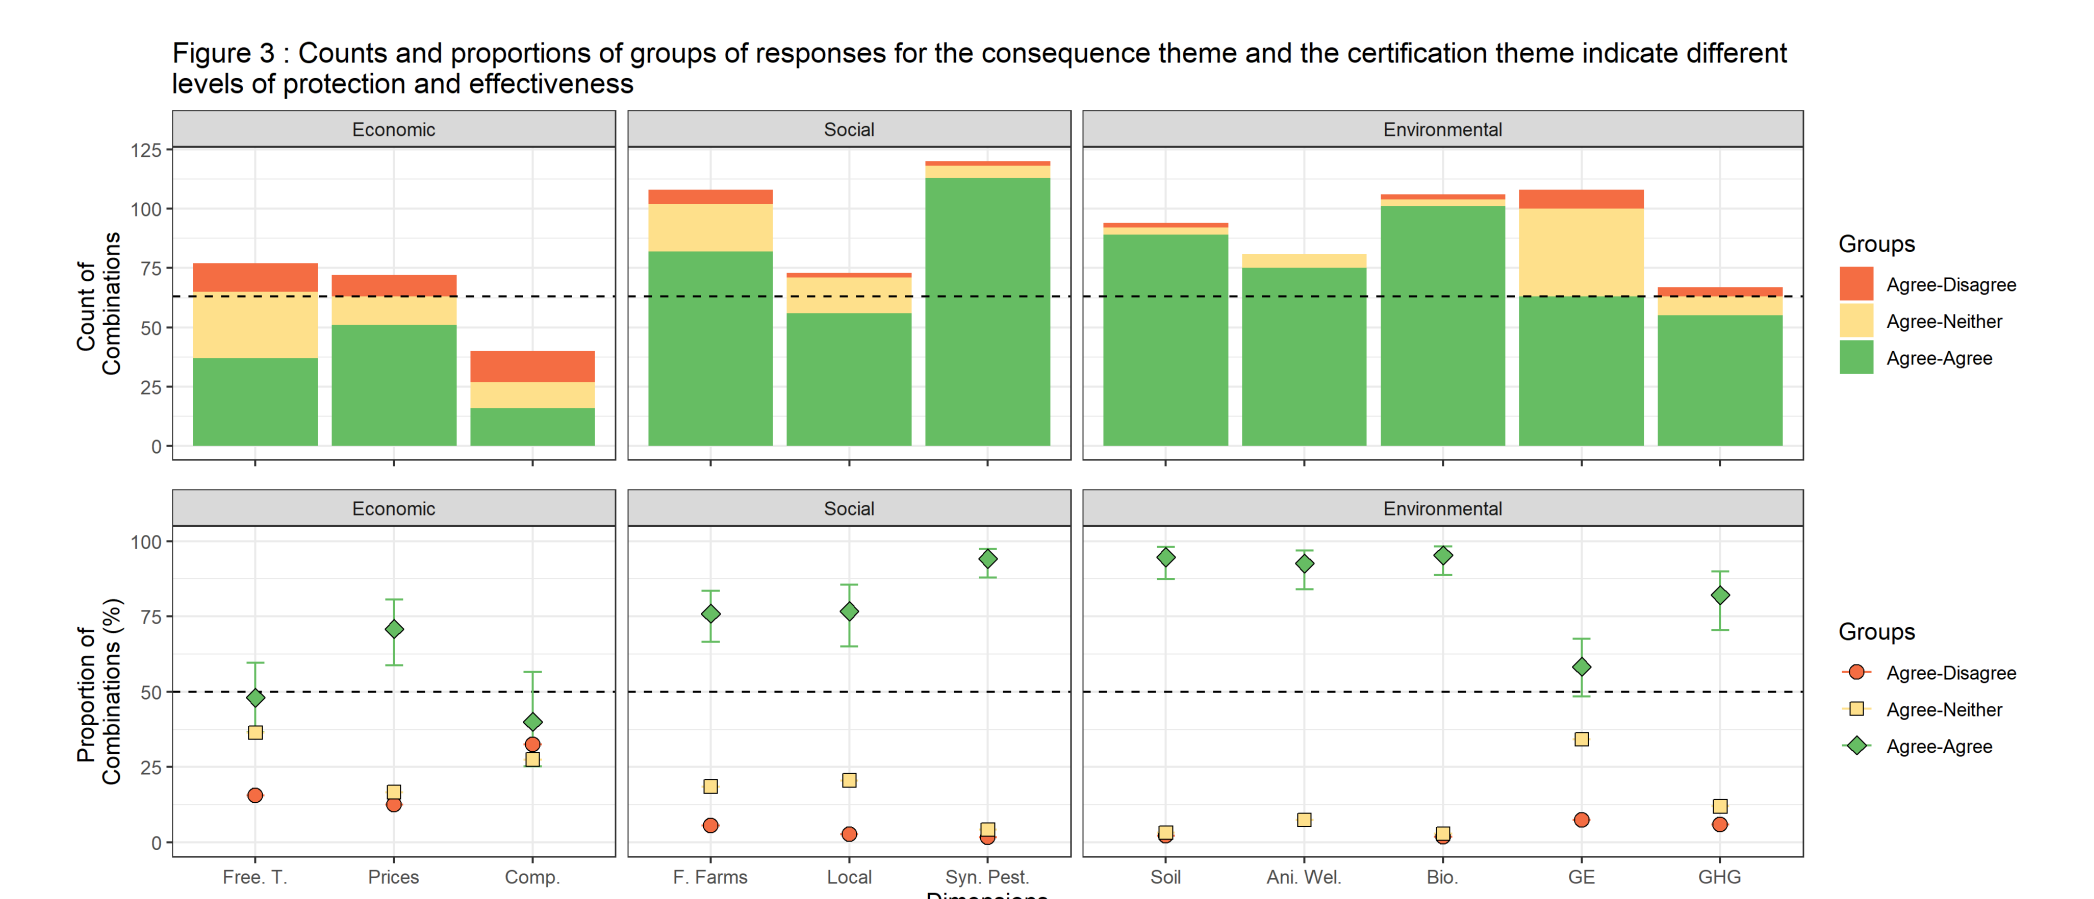 Figure 3 : Counts and proportions of groups of responses for the consequence theme and the certification theme indicate different
levels of protection and effectiveness
Economic
Social
Environmental
125
100
75
50
25
0
Count of
Combinations
Groups
Agree-Disagree
Agree-Neither
Agree-Agree
Economic
Social
Environmental
100
75
50
25
0
Proportion of
Combinations (%)
Free. T.
Prices
Comp.
F. Farms
Local
Syn. Pest.
Soil
Ani. Wel.
Bio.
GE
GHG
Dimensions
Groups
Agree-Disagree
Agree-Neither
Agree-Agree